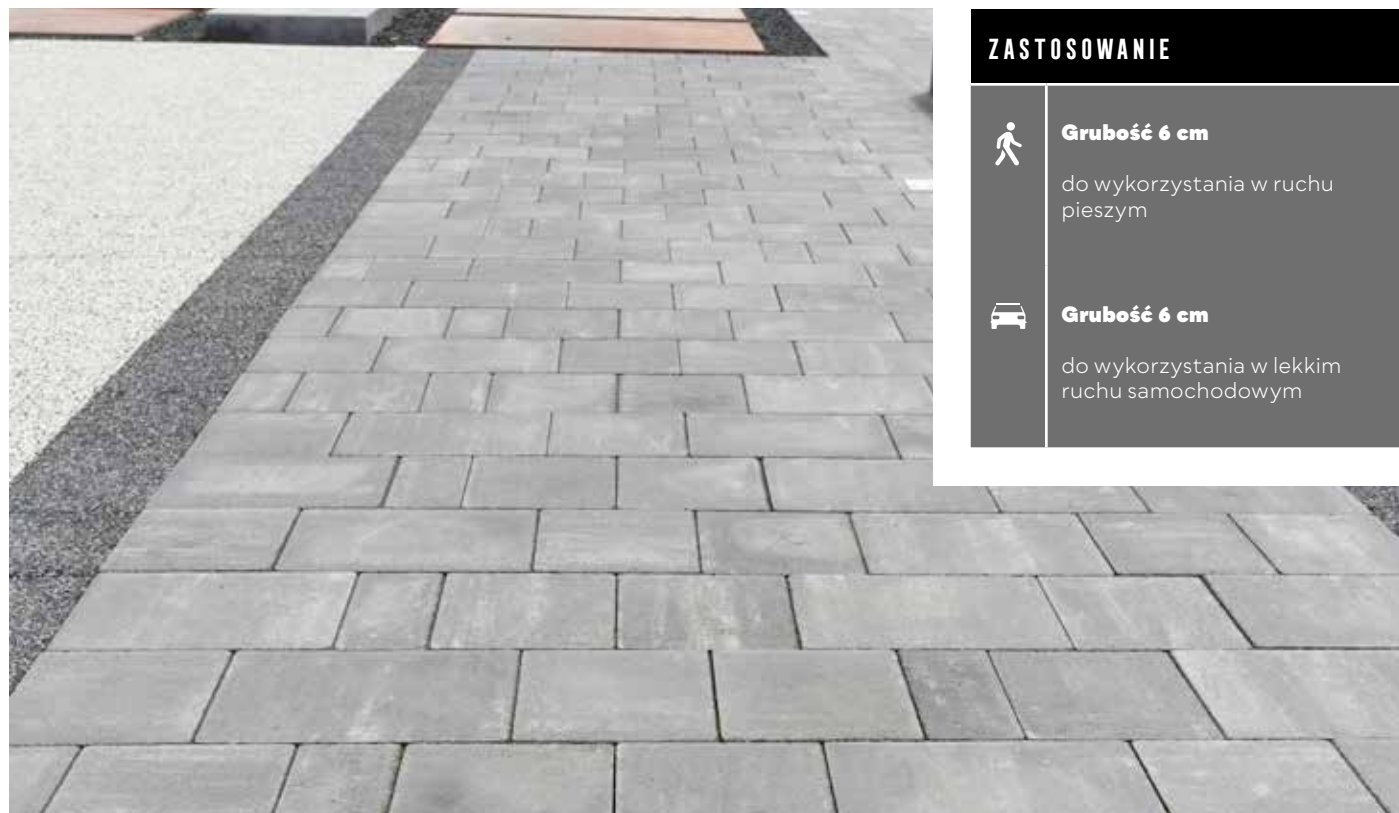 ZASTOSOWANIE
Grubość 6 cm
do wykorzystania w ruchu
pieszym
Grubość 6 cm
do wykorzystania w lekkim
ruchu samochodowym